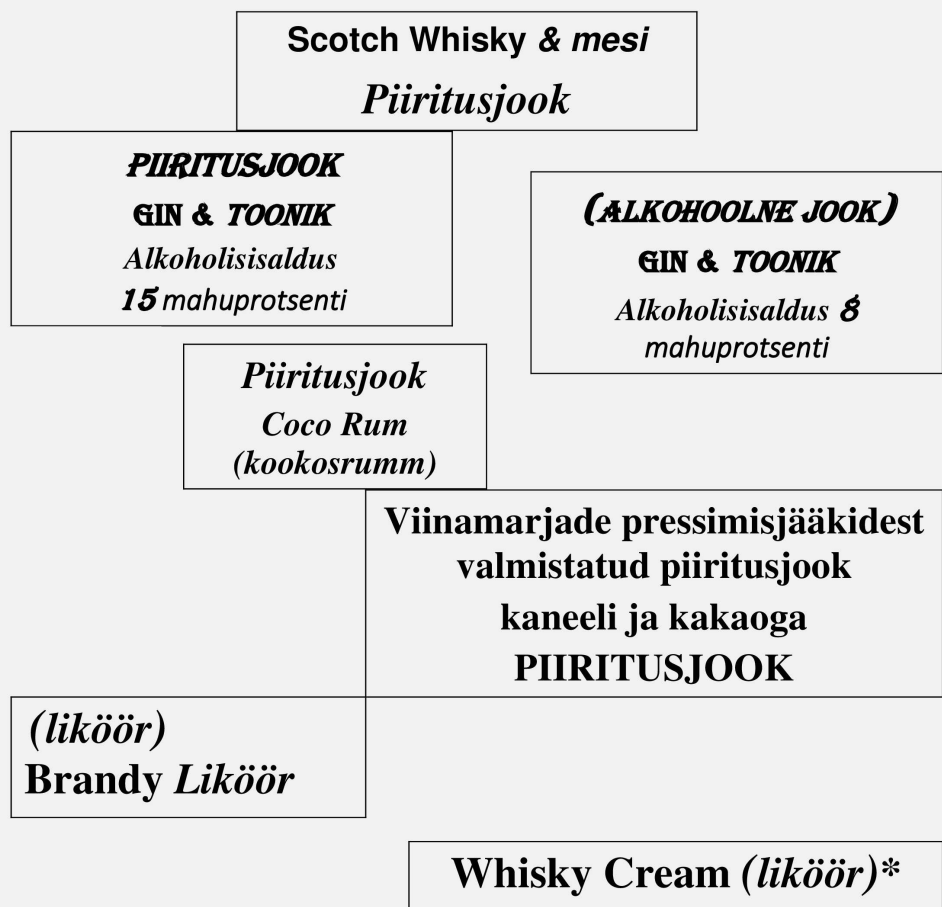 Scotch Whisky & mesi
Piiritusjook
PIIRITUSJOOK
GIN & TOONIK
Alkoholisisaldus
15 mahuprotsenti
(ALKOHOOLNE JOOK)
GIN & TOONIK
Alkoholisisaldus 8
mahuprotsenti
Piiritusjook
Coco Rum
(kookosrumm)
Viinamarjade pressimisjääkidest
valmistatud piiritusjook
kaneeli ja kakaoga
PIIRITUSJOOK
(liköör)
Brandy Liköör
Whisky Cream (liköör)*